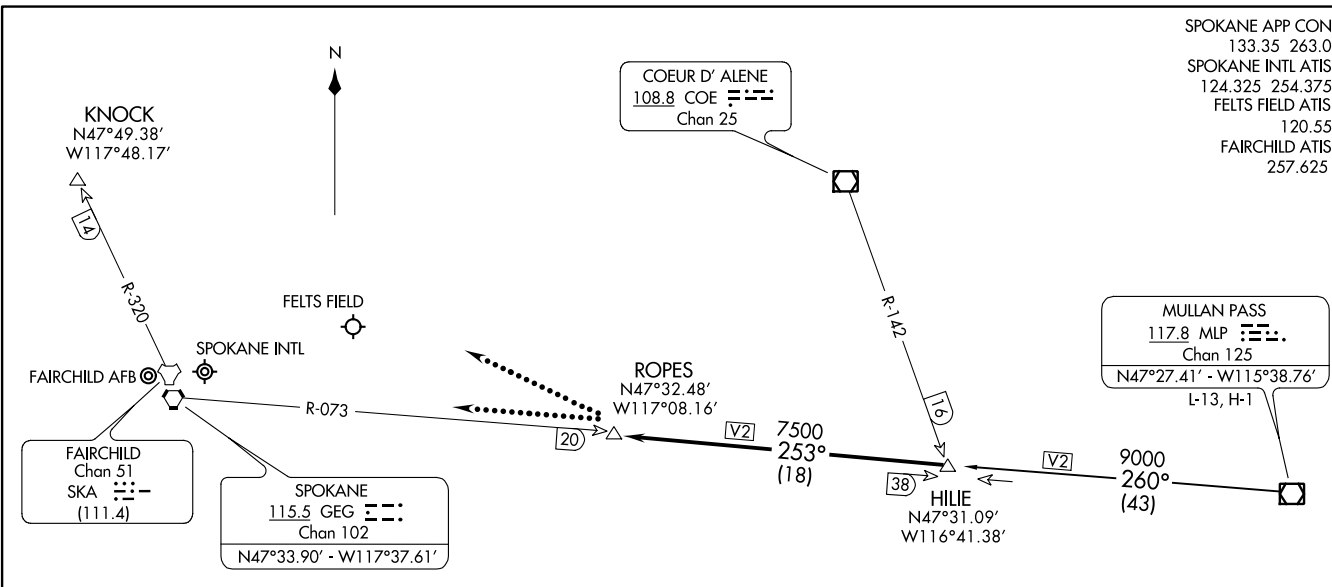 SPOKANE APP CON
133.35 263.0
SPOKANE INTL ATIS
124.325 254.375
FELTS FIELD ATIS
120.55
FAIRCHILD ATIS
257.625
N
COEUR D' ALENE
108.8 COE
Chan 25
KNOCK
N47°49.38'
W117°48.17'
14
R-320
FELTS FIELD
SPOKANE INTL
FAIRCHILD AFB
R-142
16
MULLAN PASS
117.8 MLP
Chan 125
N47°27.41' - W115°38.76'
L-13, H-1
ROPES
N47°32.48'
W117°08.16'
R-073
20
V2
7500
253°
(18)
38
HILIE
N47°31.09'
W116°41.38'
V2
9000
260°
(43)
FAIRCHILD
Chan 51
SKA
(111.4)
SPOKANE
115.5 GEG
Chan 102
N47°33.90' - W117°37.61'